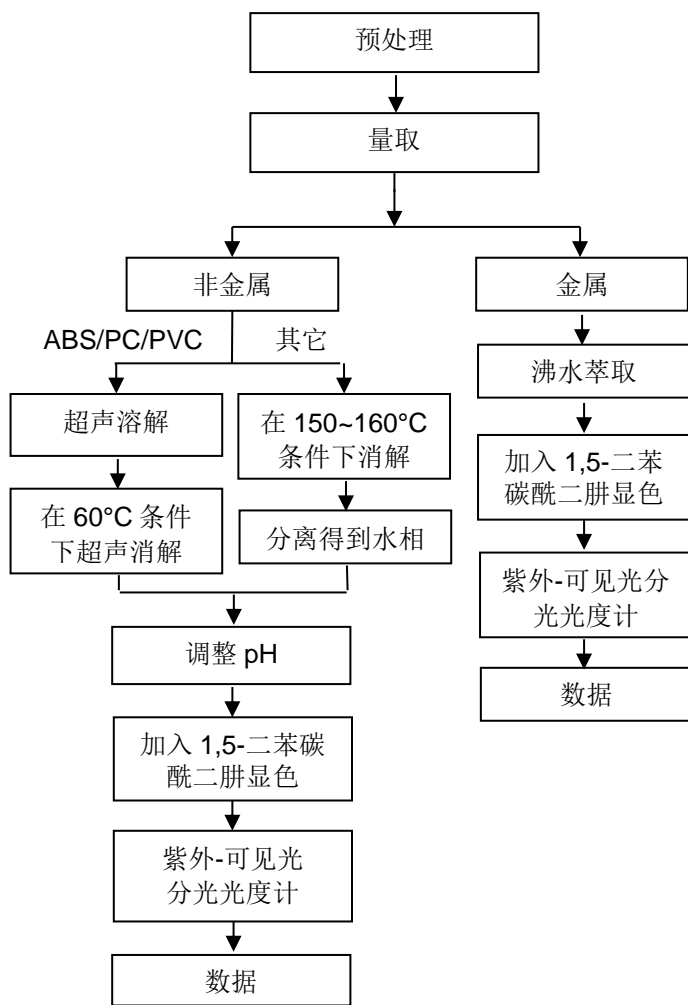 预处理
量取
非金属
金属
ABS/PC/PVC
其它
超声溶解
在 60°C 条件
下超声消解
在 150~160°C
条件下消解
分离得到水相
调整 pH
加入 1,5-二苯碳
酰二肼显色
紫外-可见光
分光光度计
数据
沸水萃取
加入 1,5-二苯
碳酰二肼显色
紫外-可见光分
光光度计
数据